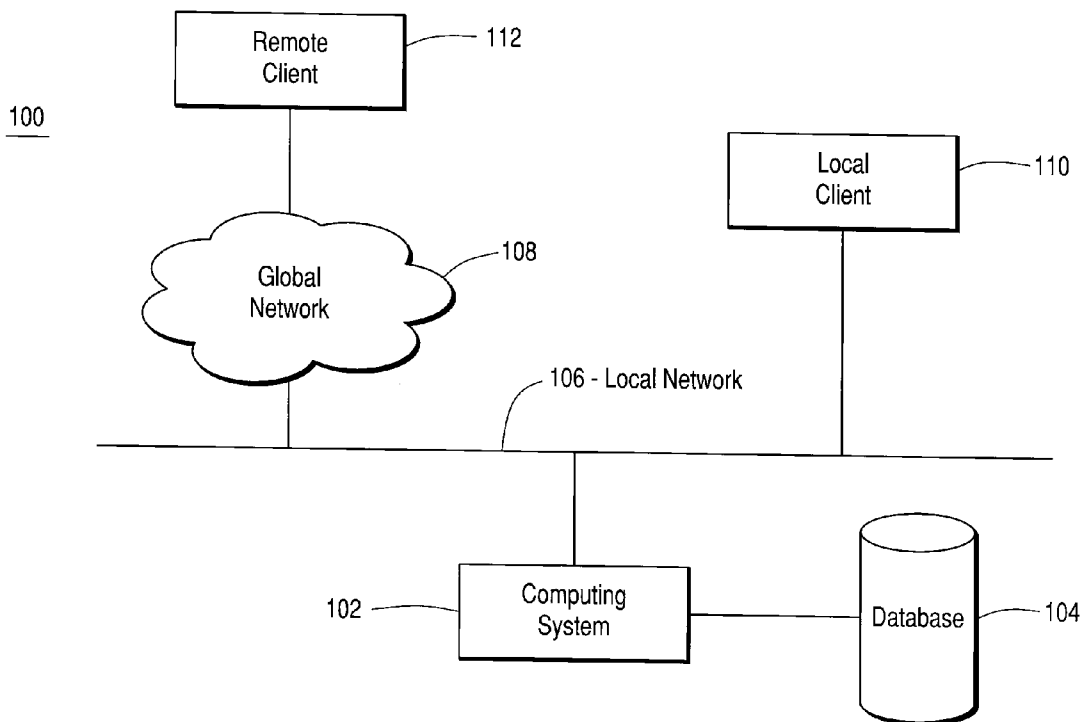 Remote
Client
112
100
Local
Client
110
Global
Network
108
106 - Local Network
Computing
System
102
Database
104